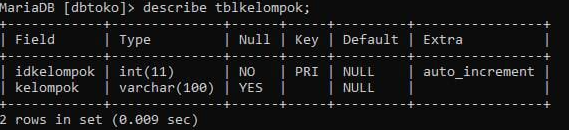 MariaDB [dbtoko]> describe tblkelompok;
+------------+--------------+------+-----+---------+----------------+
| Field      | Type         | Null | Key | Default | Extra          |
+------------+--------------+------+-----+---------+----------------+
| idkelompok | int(11)      | NO   | PRI | NULL    | auto_increment |
| kelompok   | varchar(100) | YES  |     | NULL    |                |
+------------+--------------+------+-----+---------+----------------+
2 rows in set (0.009 sec)